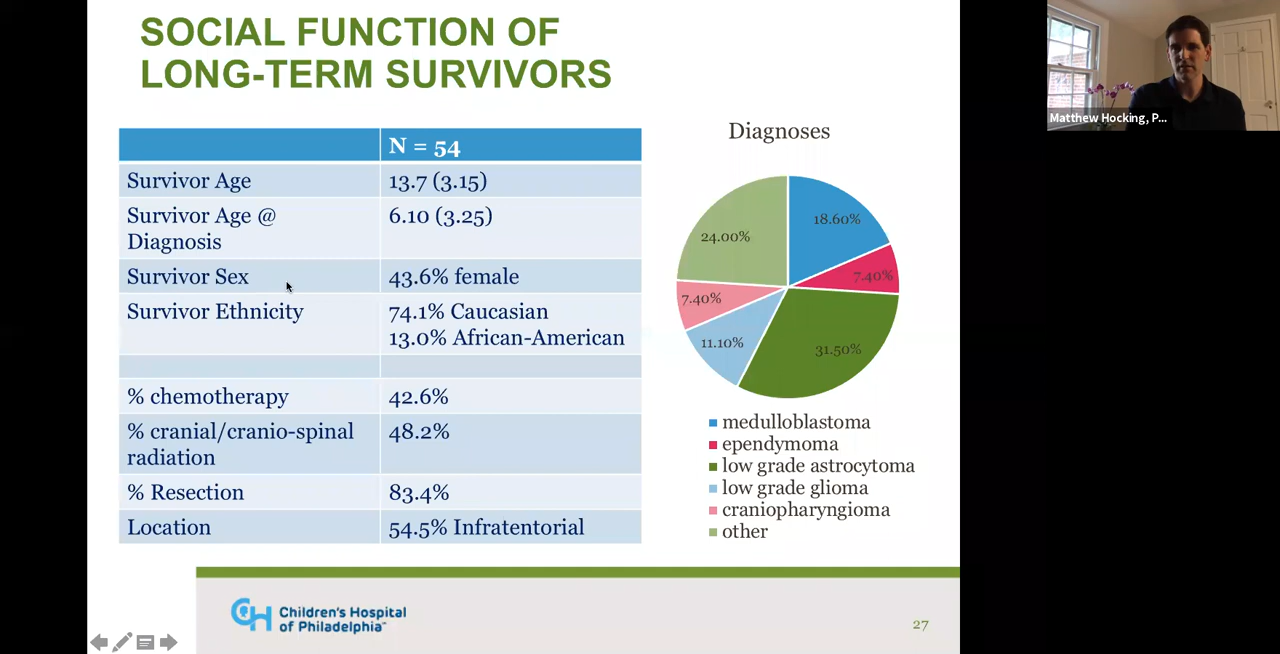 SOCIAL FUNCTION OF
LONG-TERM SURVIVORS
N = 54
Survivor Age 13.7 (3.15)
Survivor Age @
Diagnosis 6.10 (3.25)
Survivor Sex 43.6% female
Survivor Ethnicity 74.1% Caucasian
13.0% African-American
% chemotherapy 42.6%
% cranial/cranio-spinal
radiation 48.2%
% Resection 83.4%
Location 54.5% Infratentorial
Diagnoses
18.60%
7.40%
31.50%
11.10%
7.40%
24.00%
medulloblastoma
ependymoma
low grade astrocytoma
low grade glioma
craniopharyngioma
other
CH Children's Hospital
of Philadelphia™
27
Matthew Hocking, P...